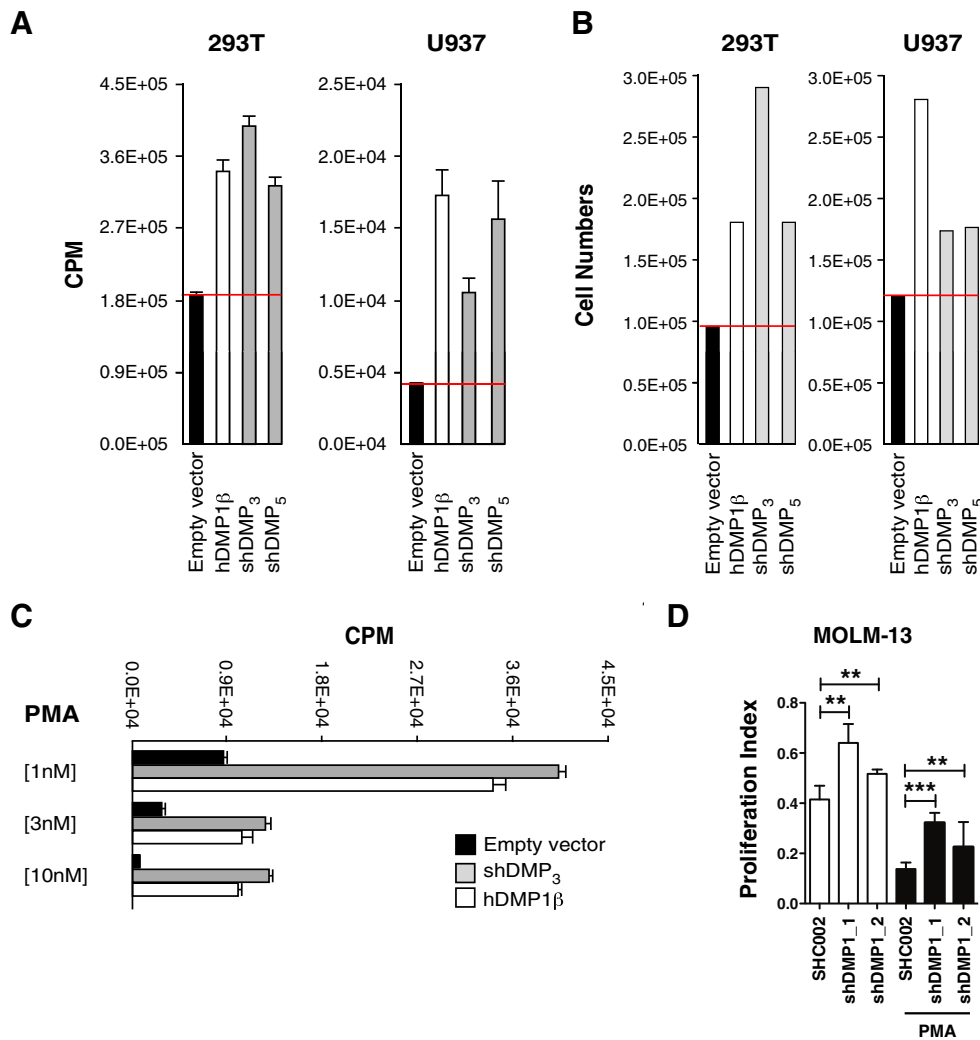 A
293T
U937
CPM
4.5E+05
3.6E+05
2.7E+05
1.8E+05
0.9E+05
0.0E+05
2.5E+04
2.0E+04
1.5E+04
1.0E+04
0.5E+04
0.0E+04
Empty vector
hDMP1β
shDMP3
shDMP5
Empty vector
hDMP1β
shDMP3
shDMP5
B
293T
U937
Cell Numbers
3.0E+05
2.5E+05
2.0E+05
1.5E+05
1.0E+05
0.5E+05
0.0E+05
3.0E+05
2.5E+05
2.0E+05
1.5E+05
1.0E+05
0.5E+05
0.0E+05
Empty vector
hDMP1β
shDMP3
shDMP5
Empty vector
hDMP1β
shDMP3
shDMP5
C
CPM
0.0E+04
0.9E+04
1.8E+04
2.7E+04
3.6E+04
4.5E+04
PMA
[1nM]
[3nM]
[10nM]
Empty vector
shDMP3
hDMP1β
D
MOLM-13
Proliferation Index
0.8
0.6
0.4
0.2
0.0
**
**
**
***
SHC002
shDMP1_1
shDMP1_2
SHC002
shDMP1_1
shDMP1_2
PMA